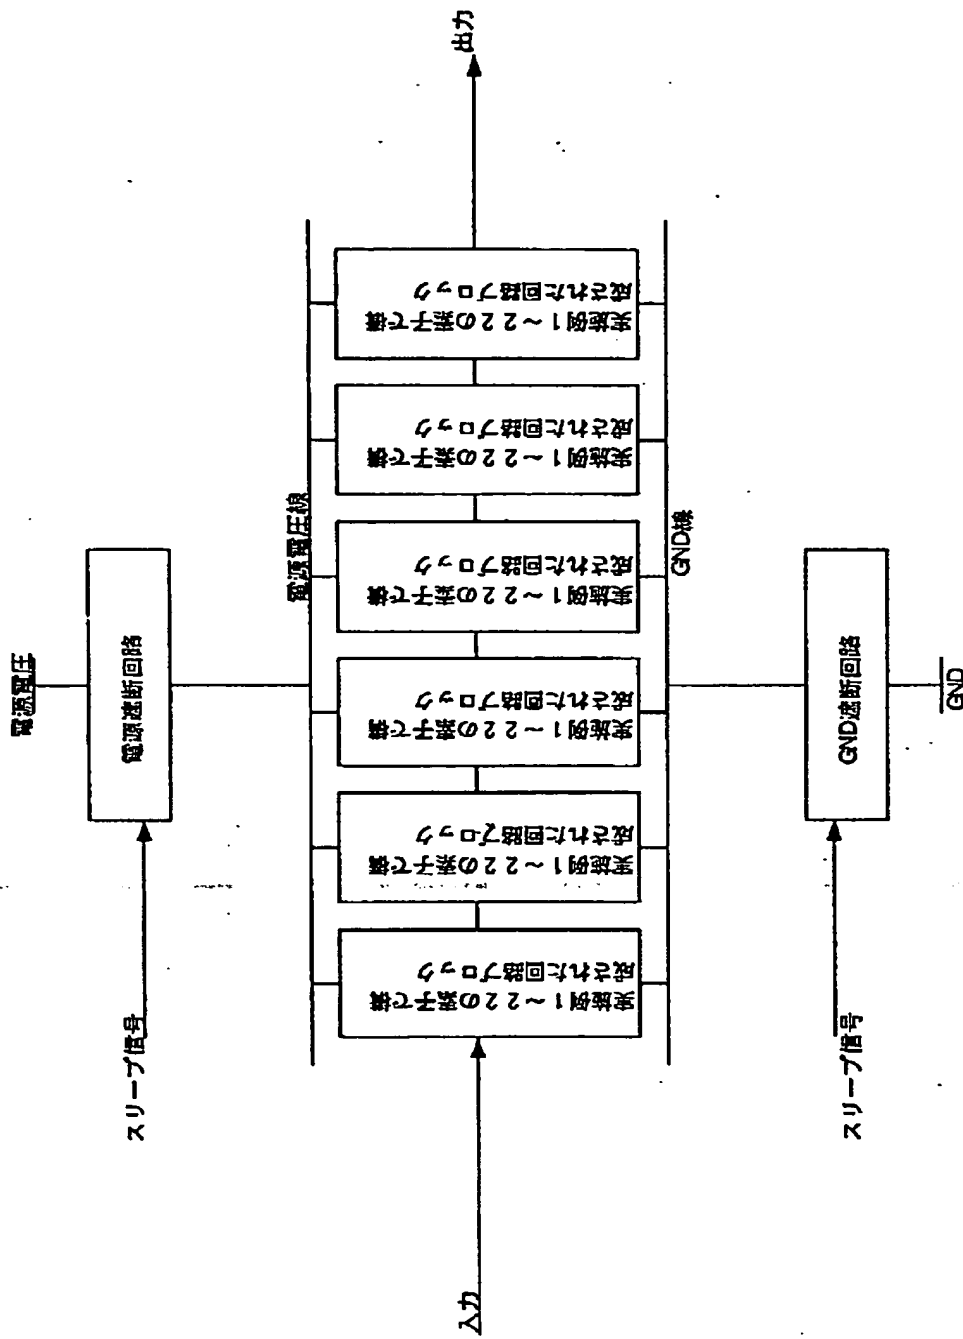 電源電圧
電源遮断回路
スリープ信号
電源電圧線
入力
実施例1～22の素子で構
成された回路ブロック
実施例1～22の素子で構
成された回路ブロック
実施例1～22の素子で構
成された回路ブロック
実施例1～22の素子で構
成された回路ブロック
実施例1～22の素子で構
成された回路ブロック
実施例1～22の素子で構
成された回路ブロック
出力
GND線
GND遮断回路
スリープ信号
GND